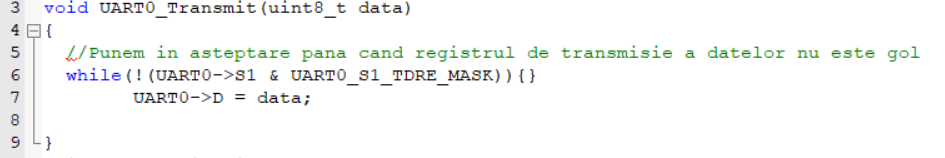 3 void UART0_Transmit(uint8_t data)
4 {
5 //Punem in asteptare pana cand registrul de transmisie a datelor nu este gol
6 while(!(UART0->S1 & UART0_S1_TDRE_MASK)){}
7 UART0->D = data;
8
9 }